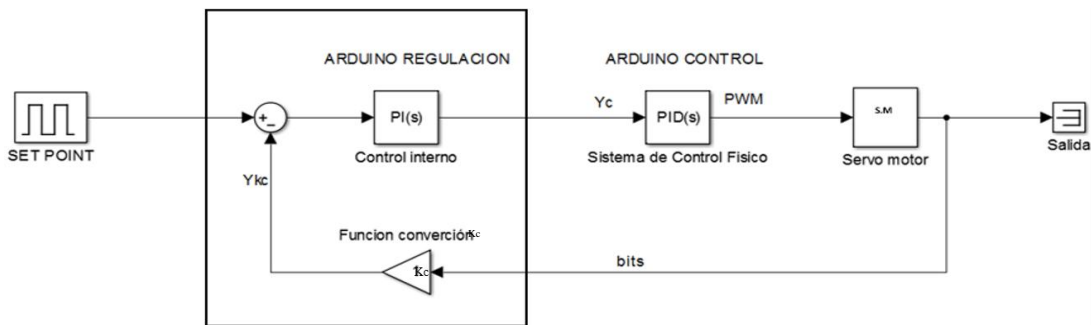 ARDUINO REGULACION
ARDUINO CONTROL
SET POINT
+
-
PI(s)
Control interno
Yc
PID(s)
Sistema de Control Fisico
PWM
S.M
Servo motor
Salida
Ykc
Funcion converción Kc
Kc
bits